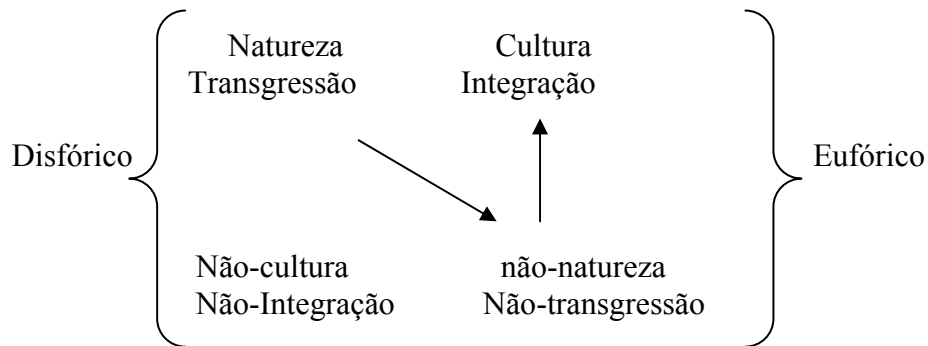 Natureza Cultura
Transgressão Integração
Disfórico Eufórico
Não-cultura não-natureza
Não-Integração Não-transgressão